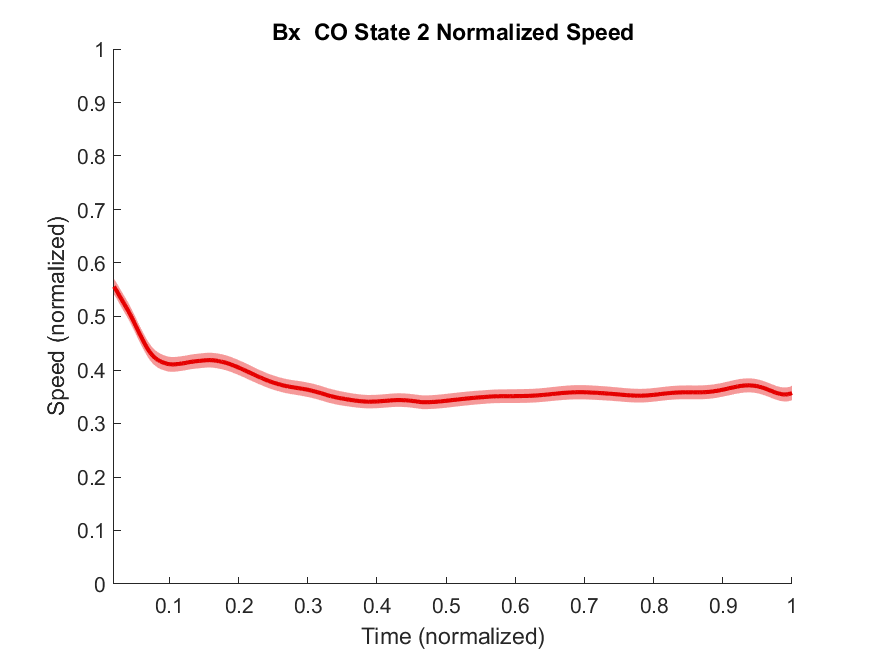 Bx  CO State 2 Normalized Speed
1
0.9
0.8
0.7
0.6
0.5
0.4
0.3
0.2
0.1
0
Speed (normalized)
0.1 0.2 0.3 0.4 0.5 0.6 0.7 0.8 0.9 1
Time (normalized)